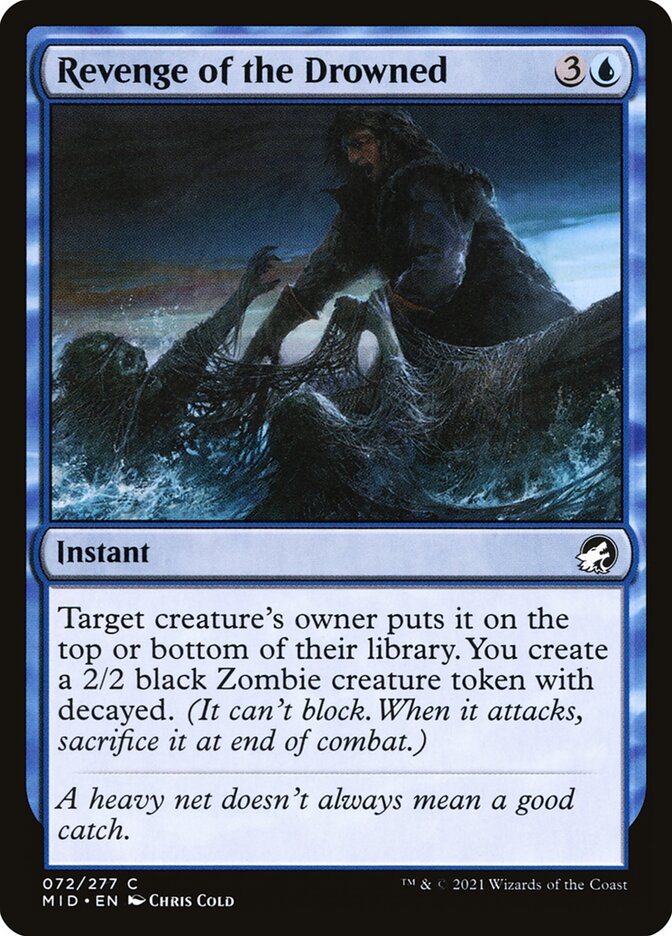 Revenge of the Drowned 3
Instant
Target creature's owner puts it on the
top or bottom of their library. You create
a 2/2 black Zombie creature token with
decayed. (It can't block. When it attacks,
sacrifice it at end of combat.)
A heavy net doesn't always mean a good
catch.
072/277 C
MID • EN Chris Cold
™ & © 2021 Wizards of the Coast